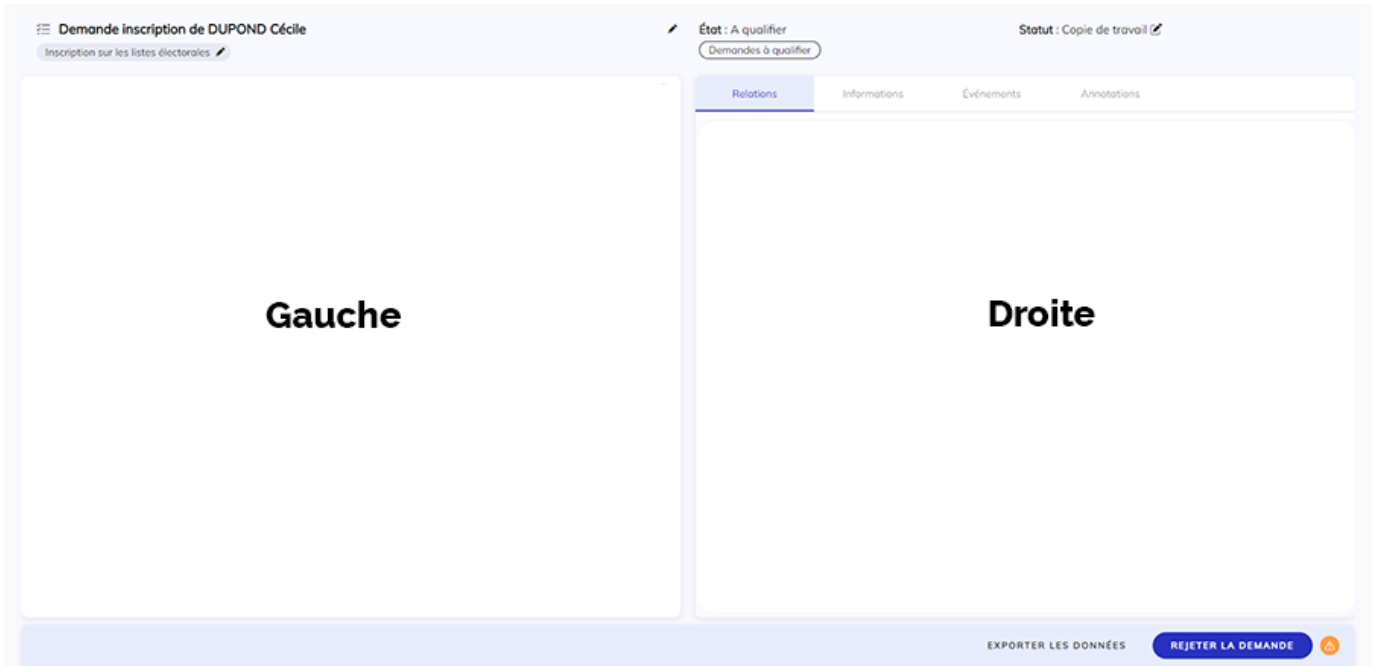 Demande inscription de DUPOND Cécile
Inscription sur les listes électorales
État : A qualifier
Demandes à qualifier
Statut : Copie de travail
Relations Informations Événements Annotations
Gauche
Droite
EXPORTER LES DONNÉES REJETER LA DEMANDE